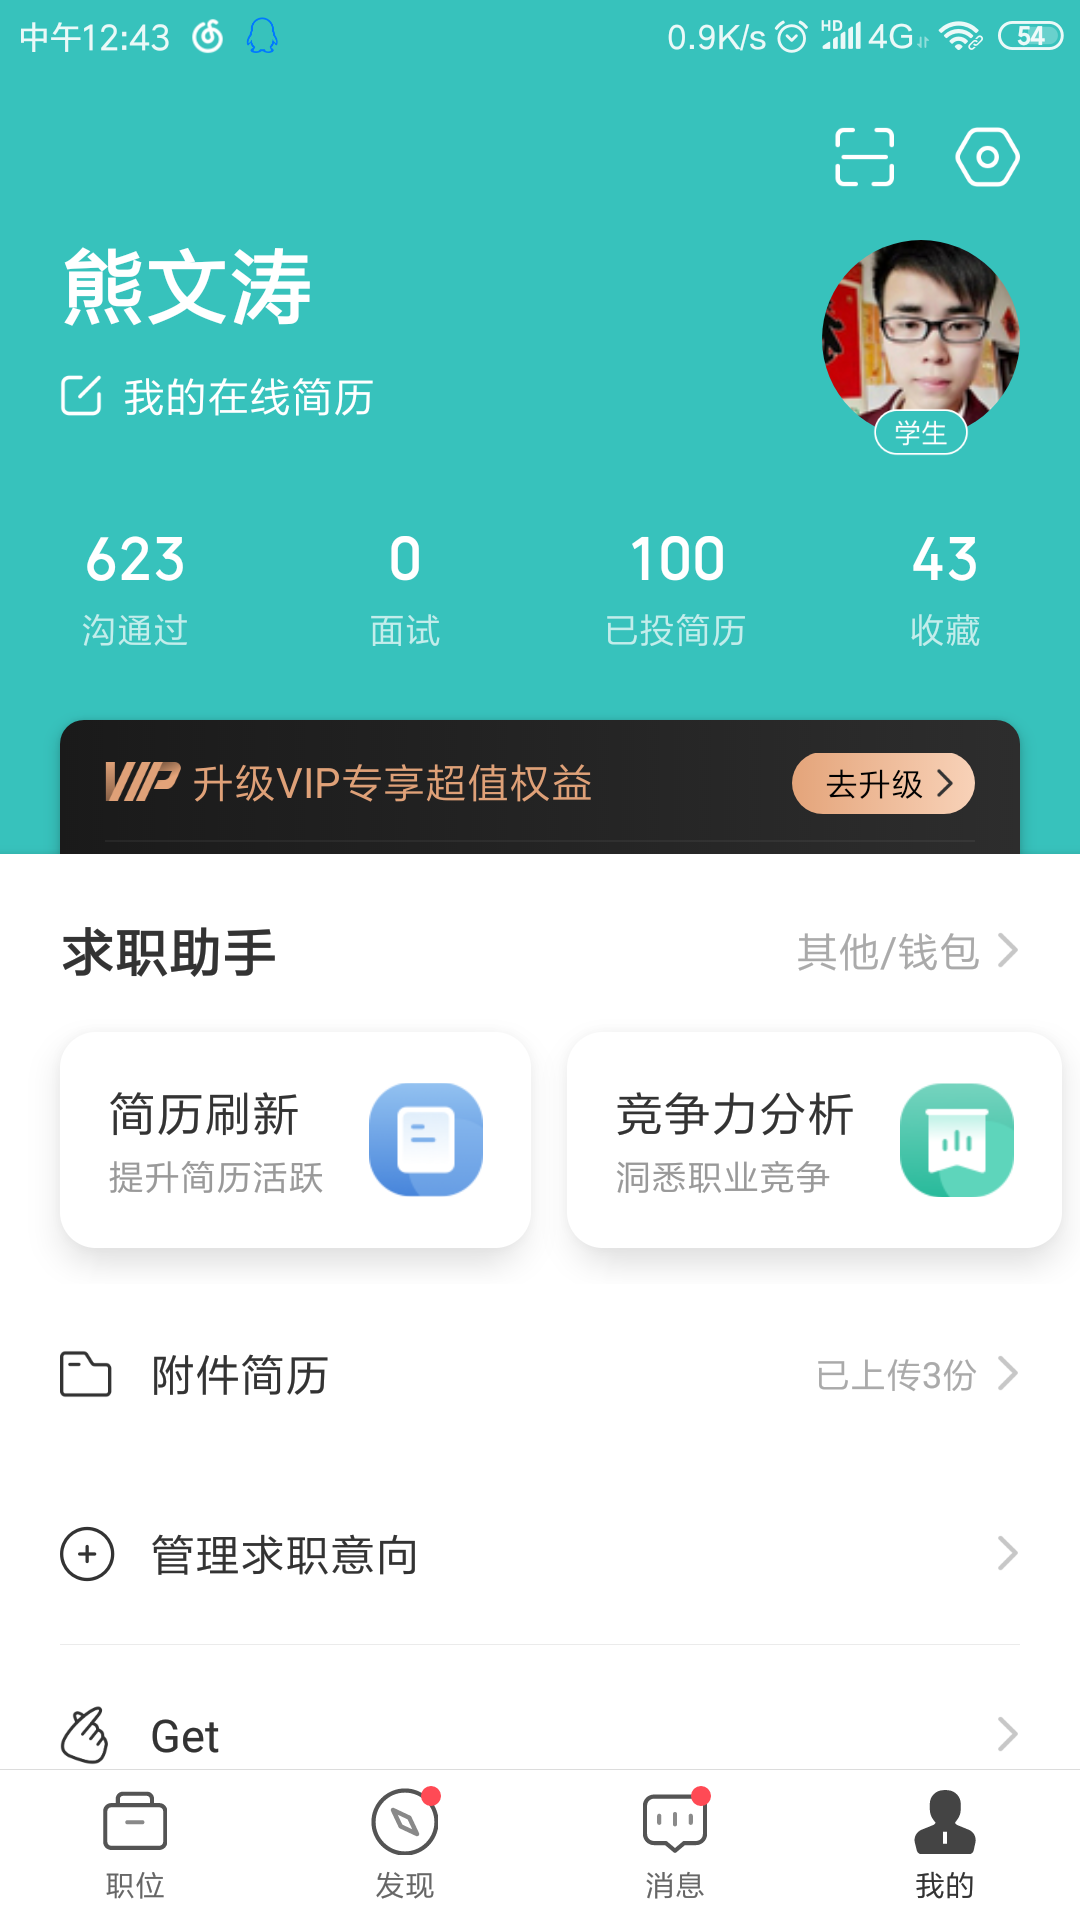 中午12:43 0.9K/s HD 4G 54
熊文涛
我的在线简历
学生
623 0 100 43
沟通过 面试 已投简历 收藏
VIP 升级VIP专享超值权益 去升级
求职助手 其他/钱包
简历刷新 竞争力分析
提升简历活跃 洞悉职业竞争
附件简历 已上传3份
管理求职意向
Get
职位 发现 消息 我的